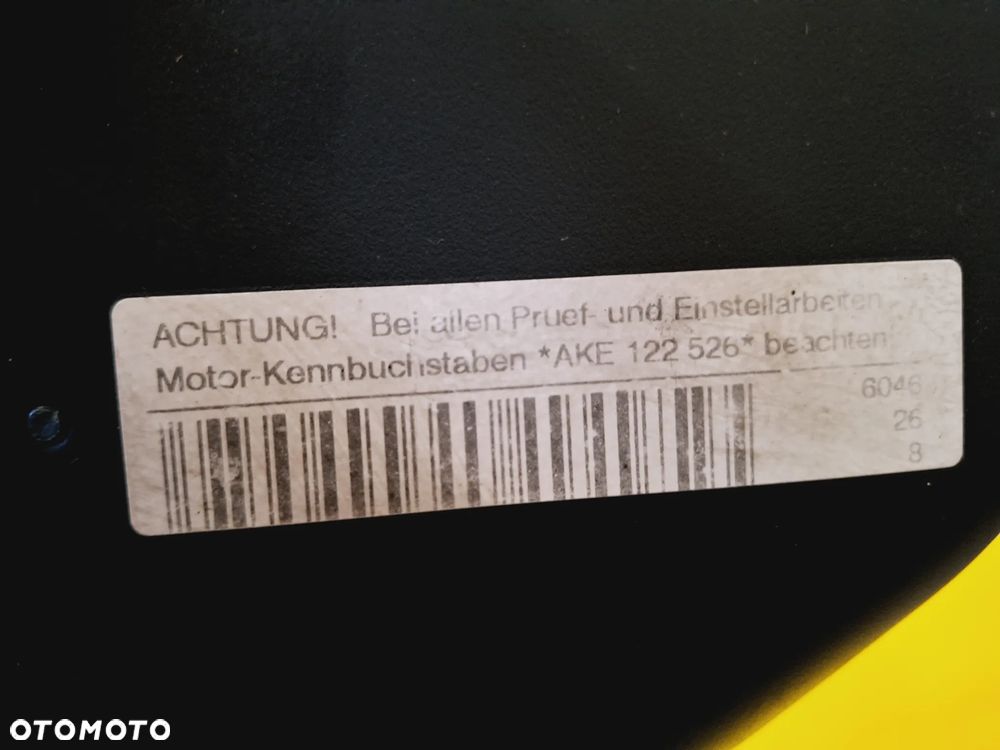 ACHTUNG! Bei allen Pruef- und Einstellarbeiten
Motor-Kennbuchstaben *AKE 122 526* beachten!
6046
26
8
OTOMOTO